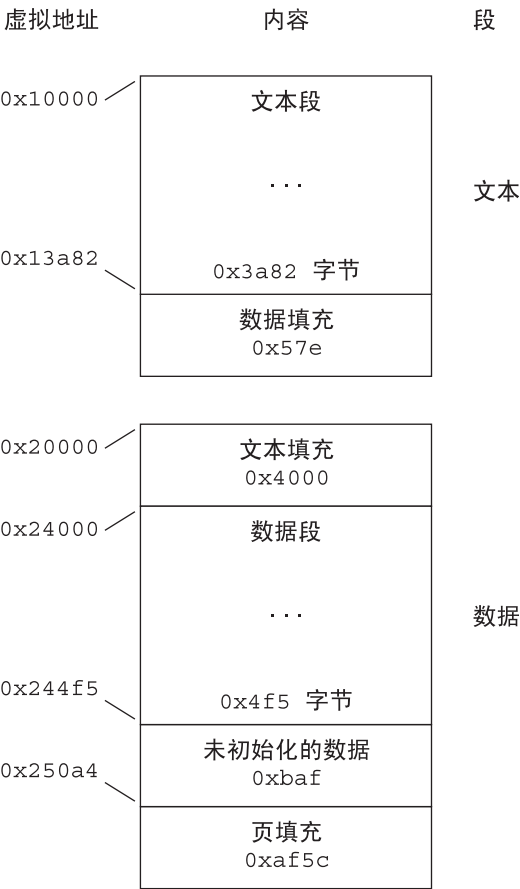 虚拟地址 内容 段
0x10000
文本段
...
文本
0x13a82
0x3a82 字节
数据填充
0x57e
0x20000
文本填充
0x4000
0x24000
数据段
...
数据
0x244f5
0x4f5 字节
未初始化的数据
0xbaf
0x250a4
页填充
0xaf5c